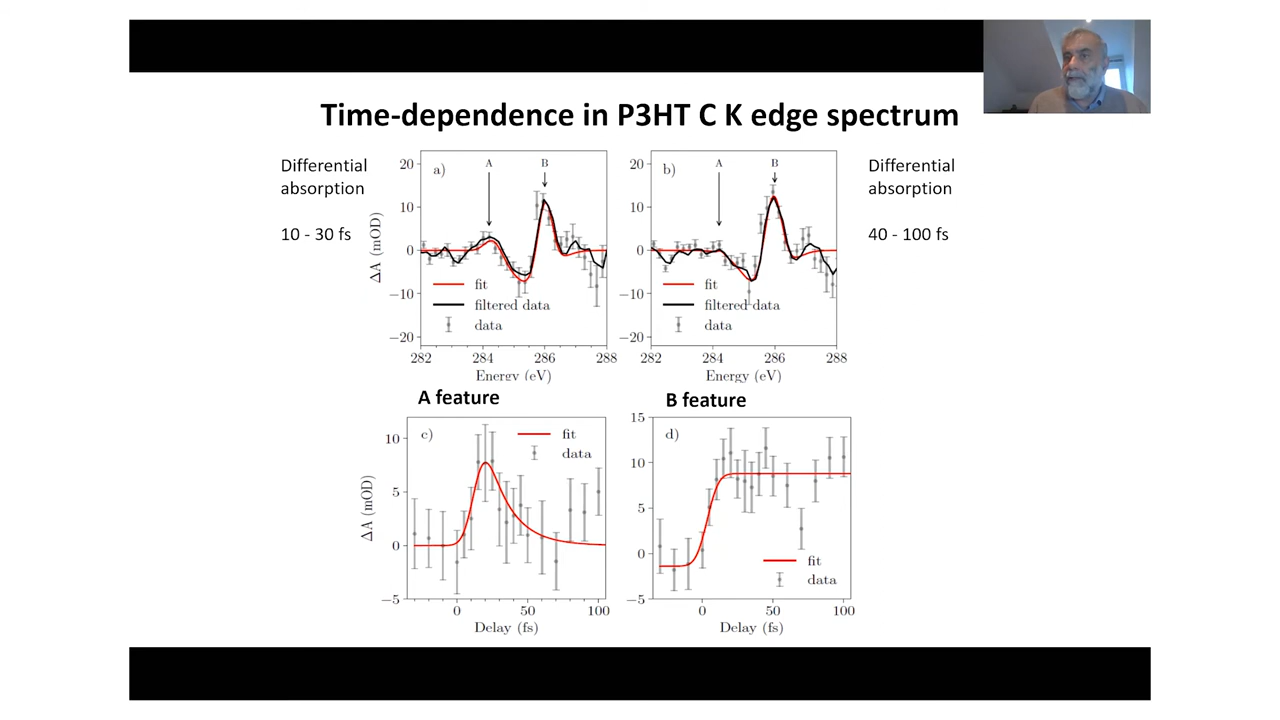 Time-dependence in P3HT C K edge spectrum
Differential
absorption
10 - 30 fs
a)
A
B
20
10
0
−10
−20
ΔA (mOD)
fit
filtered data
data
282
284
286
288
Energy (eV)
b)
A
B
20
10
0
−10
−20
fit
filtered data
data
282
284
286
288
Energy (eV)
Differential
absorption
40 - 100 fs
A feature
c)
10
5
0
−5
ΔA (mOD)
fit
data
0
50
100
Delay (fs)
B feature
d)
15
10
5
0
−5
fit
data
0
50
100
Delay (fs)